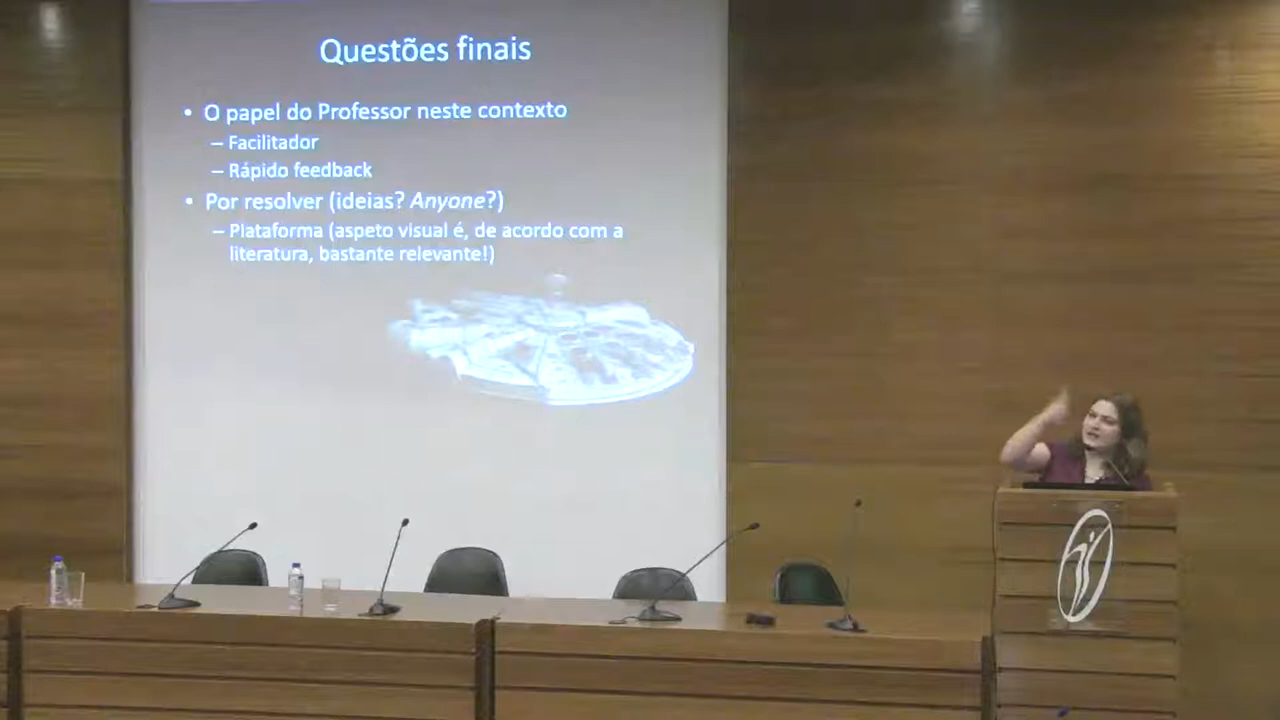 Questões finais
• O papel do Professor neste contexto
– Facilitador
– Rápido feedback
• Por resolver (ideias? Anyone?)
– Plataforma (aspeto visual é, de acordo com a
literatura, bastante relevante!)